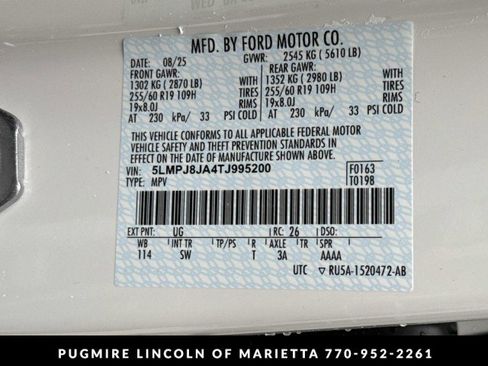 MFD. BY FORD MOTOR CO.
DATE: 08/25 GVWR: 2545 KG (5610 LB)
FRONT GAWR: REAR GAWR:
1302 KG (2870 LB) WITH 1352 KG (2980 LB) WITH
255/60 R19 109H TIRES 255/60 R19 109H TIRES
19x8.0J RIMS 19x8.0J RIMS
AT 230 kPa/ 33 PSI COLD AT 230 kPa/ 33 PSI COLD
THIS VEHICLE CONFORMS TO ALL APPLICABLE FEDERAL MOTOR
VEHICLE SAFETY AND THEFT PREVENTION STANDARDS IN
EFFECT ON THE DATE OF MANUFACTURE SHOWN ABOVE.
VIN: 5LMPJ8JA4TJ995200 F0163
TYPE: MPV T0198
EXT PNT: UG RC: 26 DSO:
WB INT TR TP/PS R AXLE TR SPR
114 SW T 3A AAAA
UTC ▽RU5A-1520472-AB
PUGMIRE LINCOLN OF MARIETTA 770-952-2261